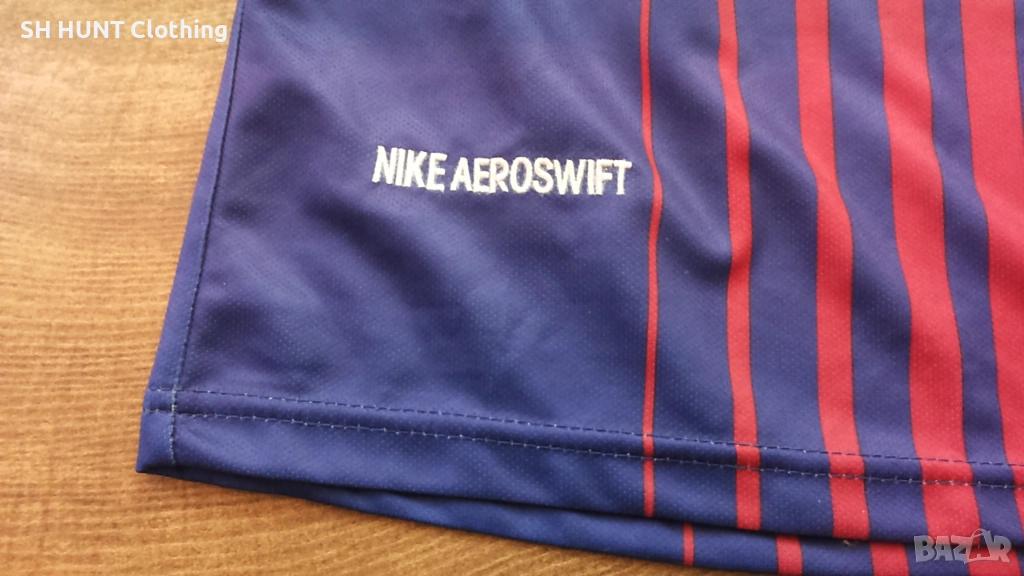 SH HUNT Clothing
NIKE AEROSWIFT
BAZAR